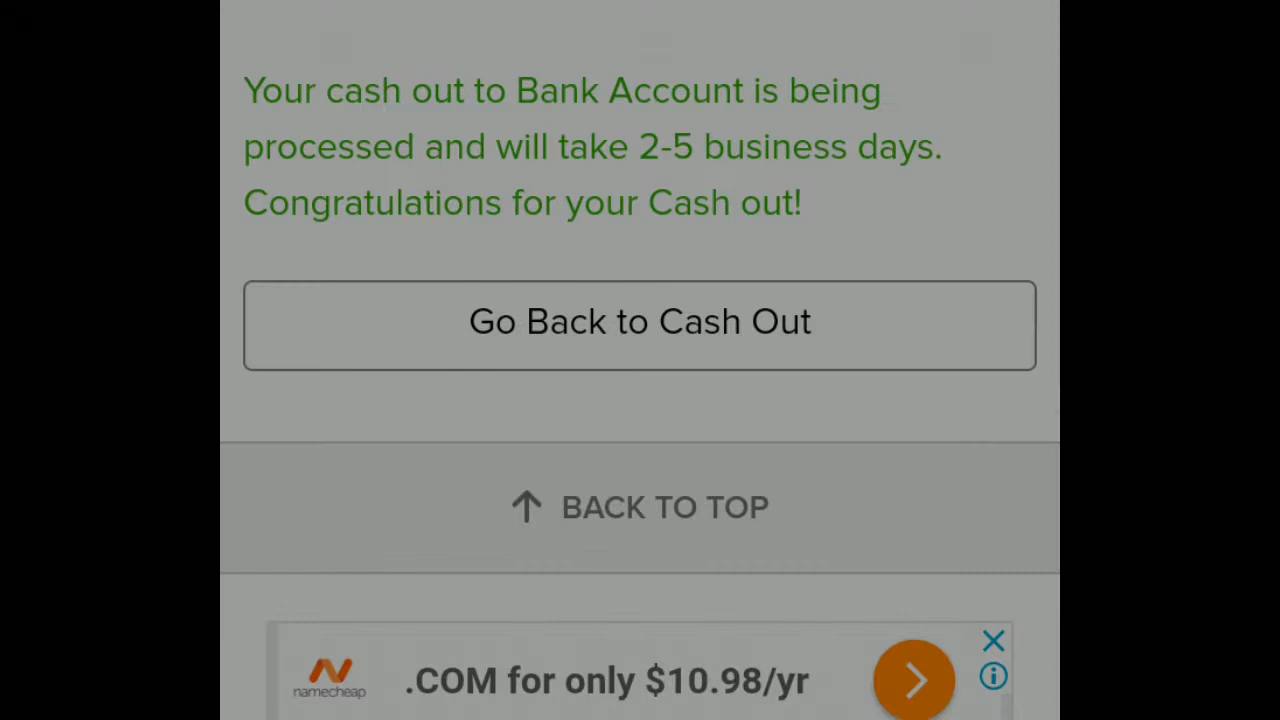 Your cash out to Bank Account is being
processed and will take 2-5 business days.
Congratulations for your Cash out!
Go Back to Cash Out
BACK TO TOP
.COM for only $10.98/yr
namecheap